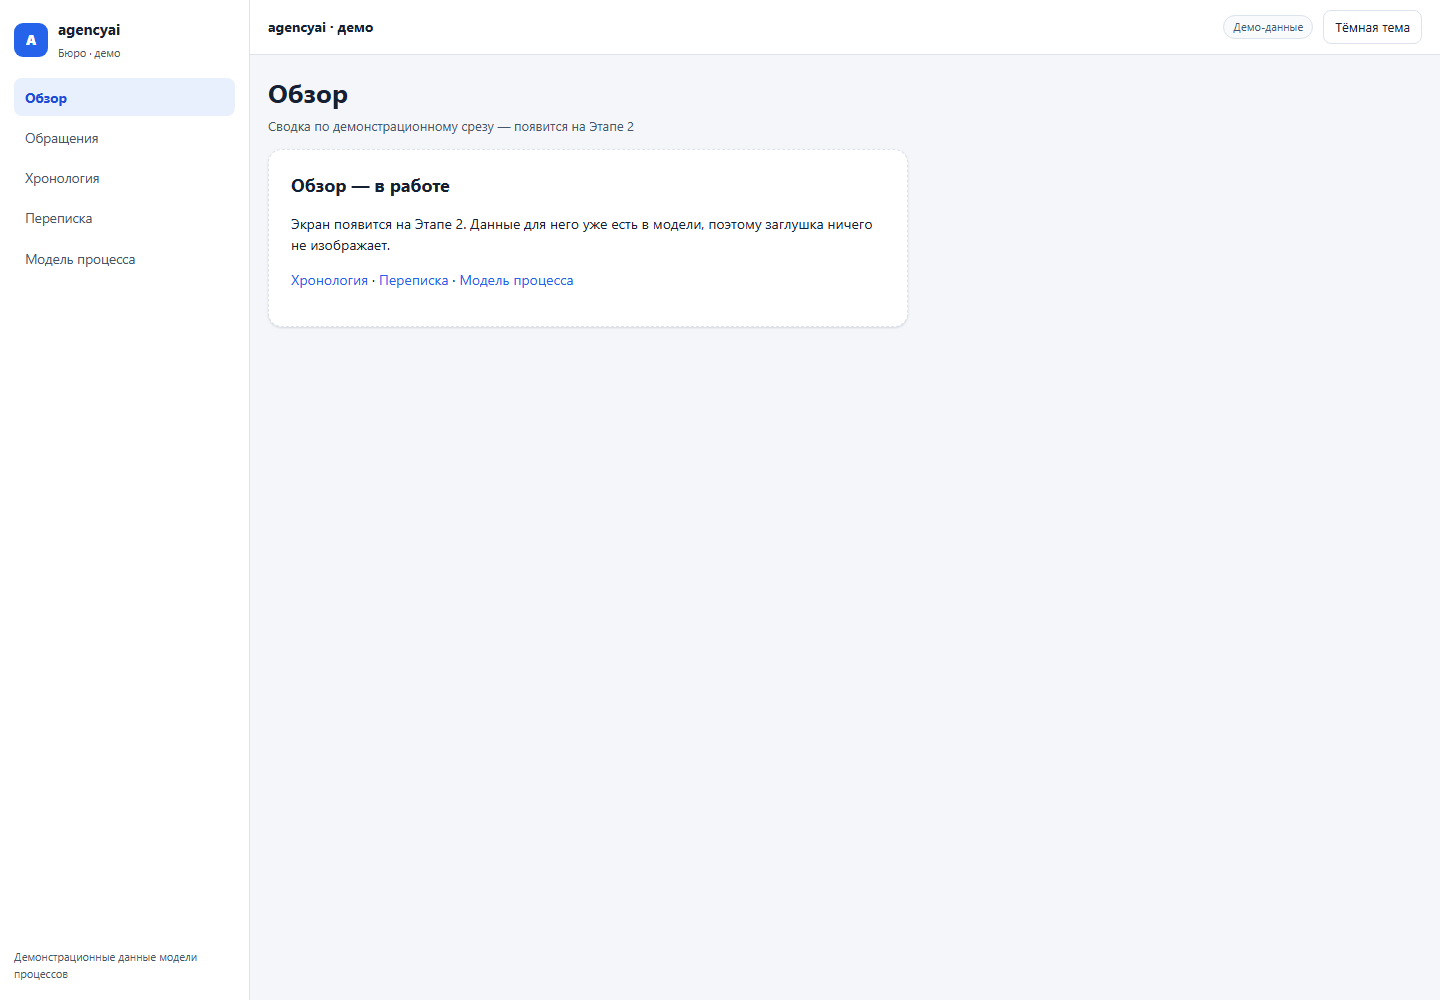 A
agencyai
Бюро · демо
Обзор
Обращения
Хронология
Переписка
Модель процесса
Демонстрационные данные модели
процессов
agencyai · демо
Демо-данные
Тёмная тема
Обзор
Сводка по демонстрационному срезу — появится на Этапе 2
Обзор — в работе
Экран появится на Этапе 2. Данные для него уже есть в модели, поэтому заглушка ничего
не изображает.
Хронология · Переписка · Модель процесса